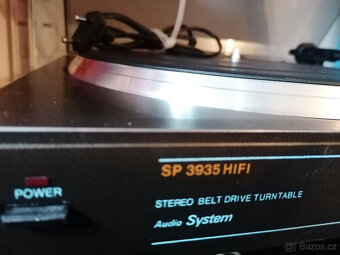 SP 3935 HIFI
POWER
STEREO BELT DRIVE TURNTABLE
Audio System
Bazos.cz